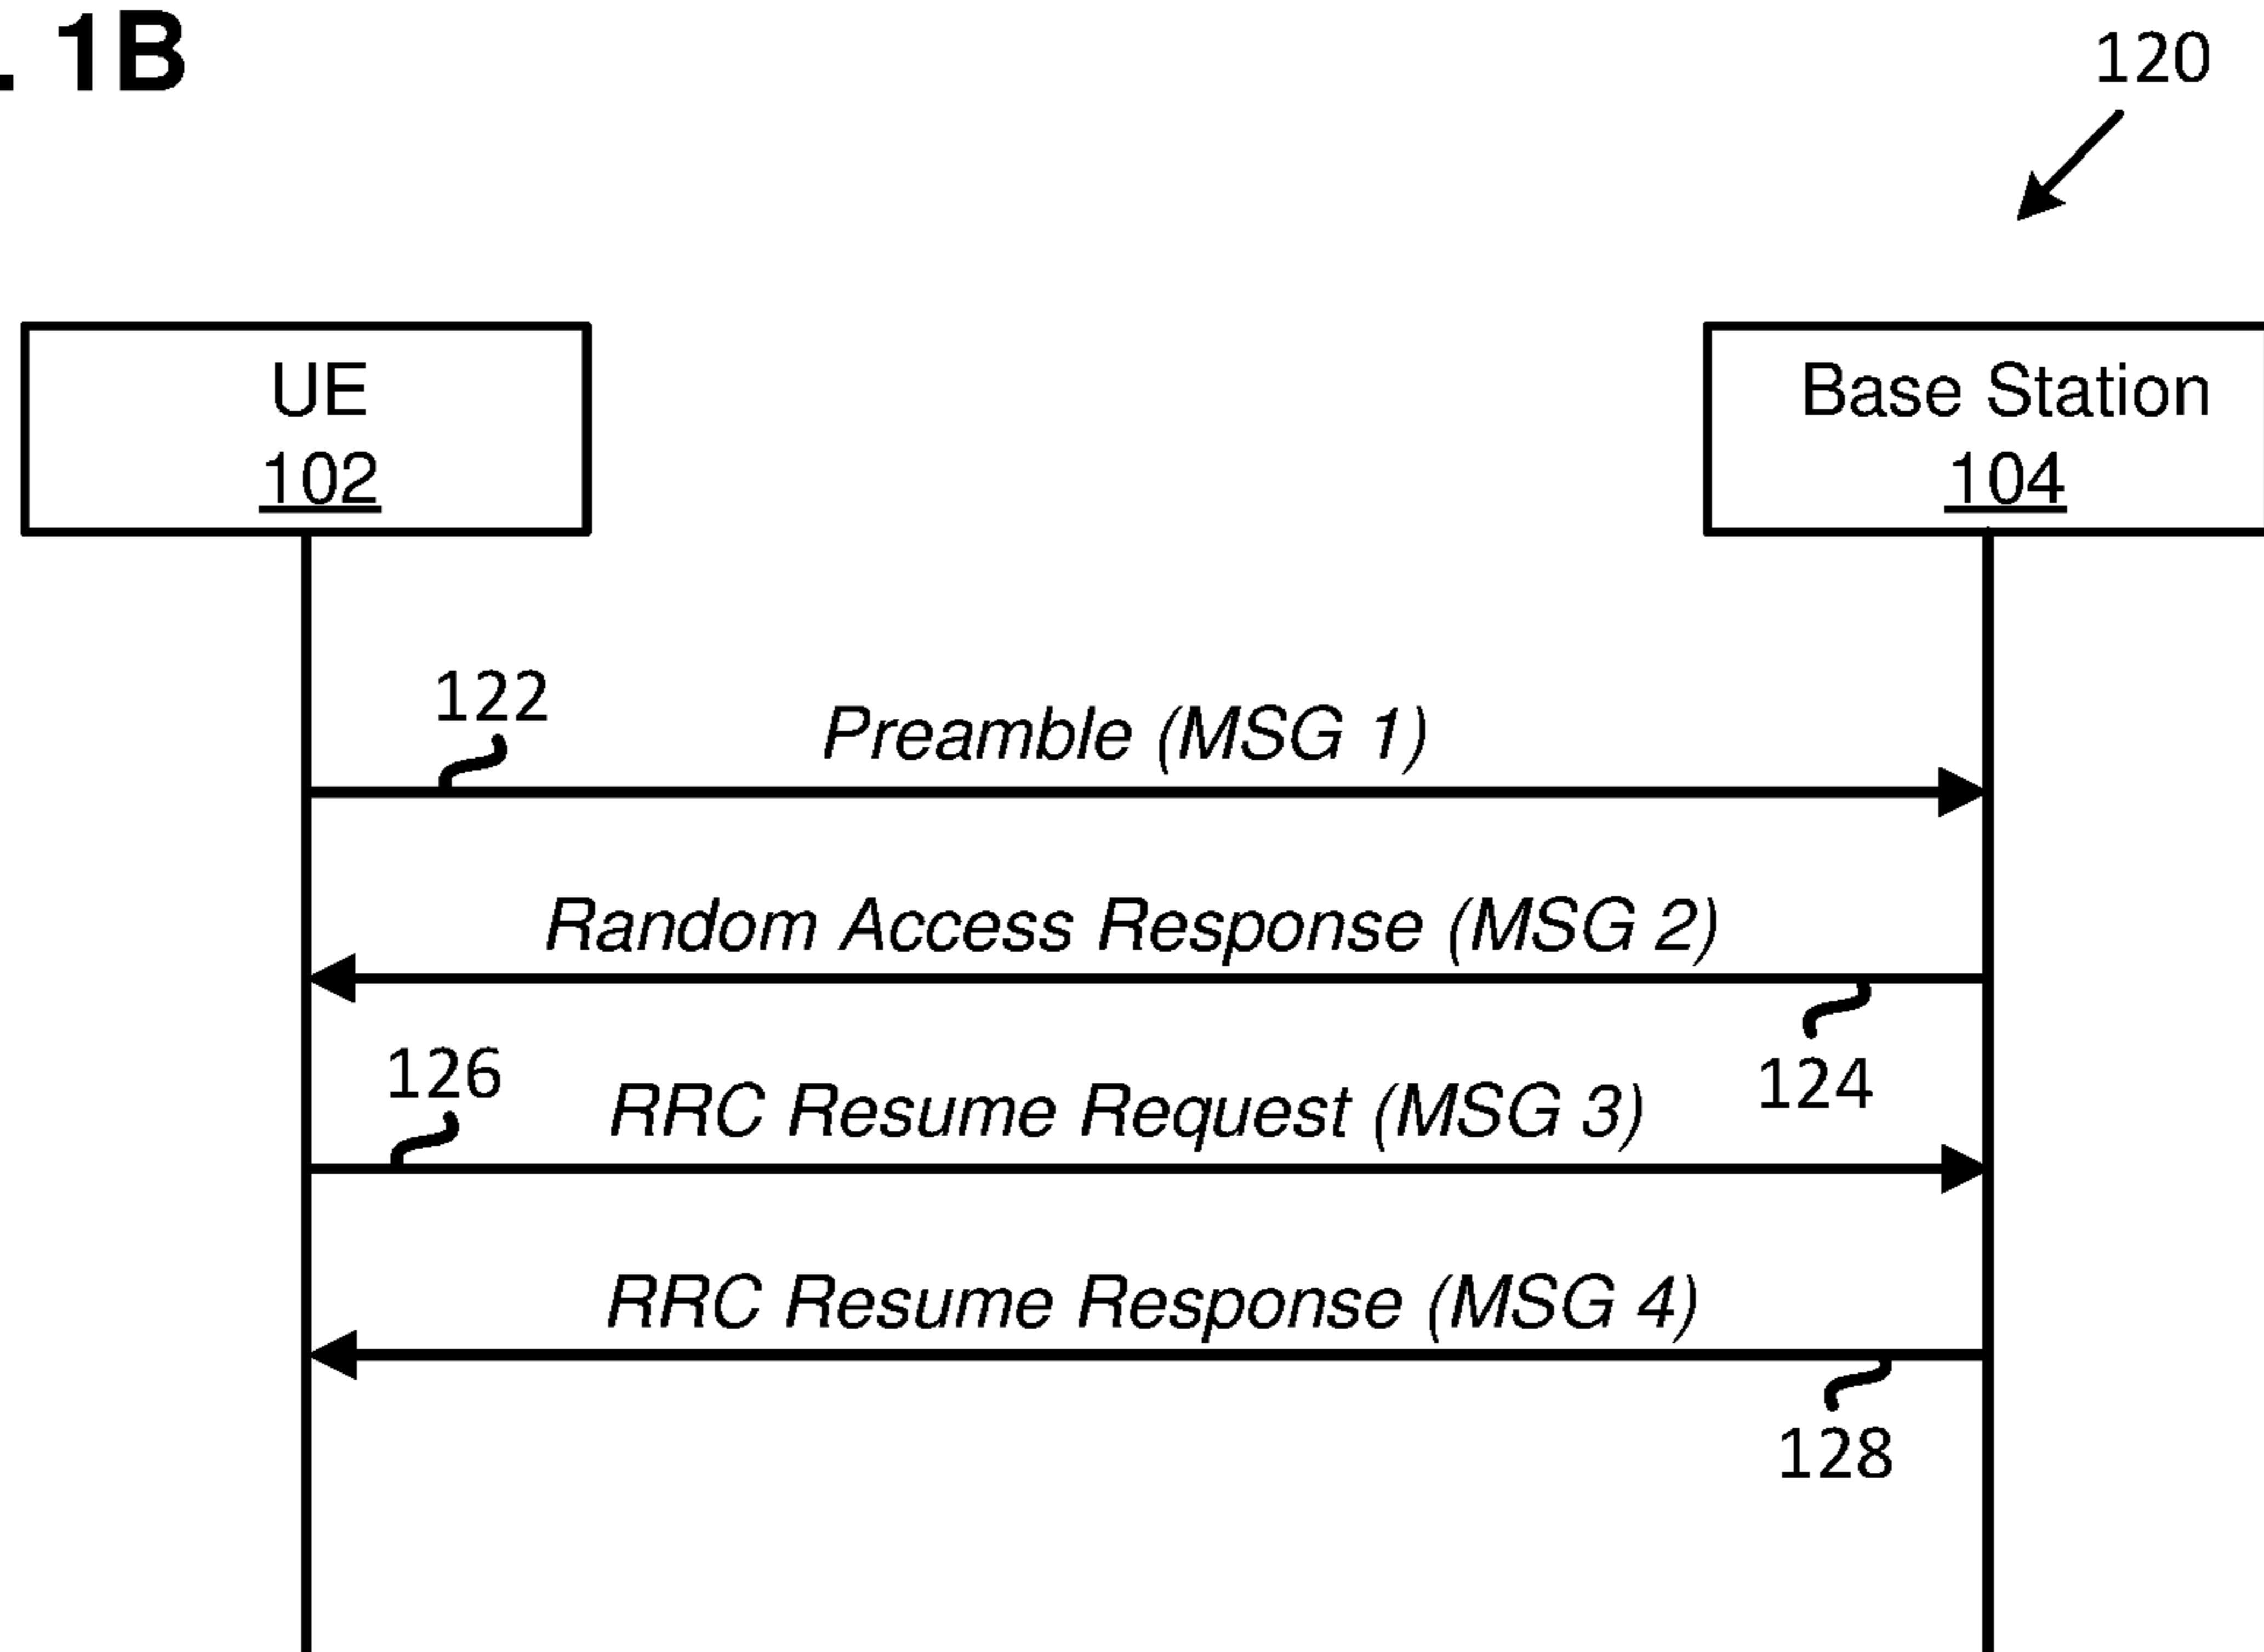 . 1B
120
UE
102
Base Station
104
122
Preamble (MSG 1)
Random Access Response (MSG 2)
124
126
RRC Resume Request (MSG 3)
RRC Resume Response (MSG 4)
128